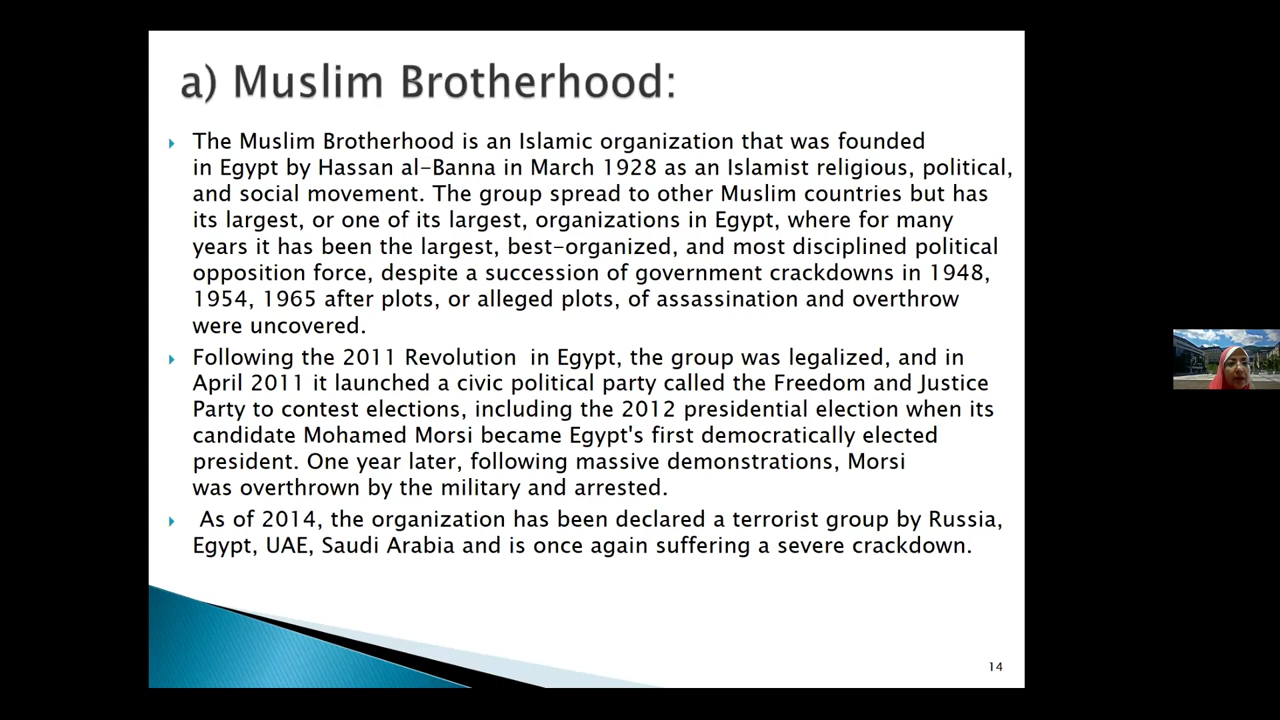 a) Muslim Brotherhood:
The Muslim Brotherhood is an Islamic organization that was founded
in Egypt by Hassan al-Banna in March 1928 as an Islamist religious, political,
and social movement. The group spread to other Muslim countries but has
its largest, or one of its largest, organizations in Egypt, where for many
years it has been the largest, best-organized, and most disciplined political
opposition force, despite a succession of government crackdowns in 1948,
1954, 1965 after plots, or alleged plots, of assassination and overthrow
were uncovered.
Following the 2011 Revolution  in Egypt, the group was legalized, and in
April 2011 it launched a civic political party called the Freedom and Justice
Party to contest elections, including the 2012 presidential election when its
candidate Mohamed Morsi became Egypt's first democratically elected
president. One year later, following massive demonstrations, Morsi
was overthrown by the military and arrested.
As of 2014, the organization has been declared a terrorist group by Russia,
Egypt, UAE, Saudi Arabia and is once again suffering a severe crackdown.
14